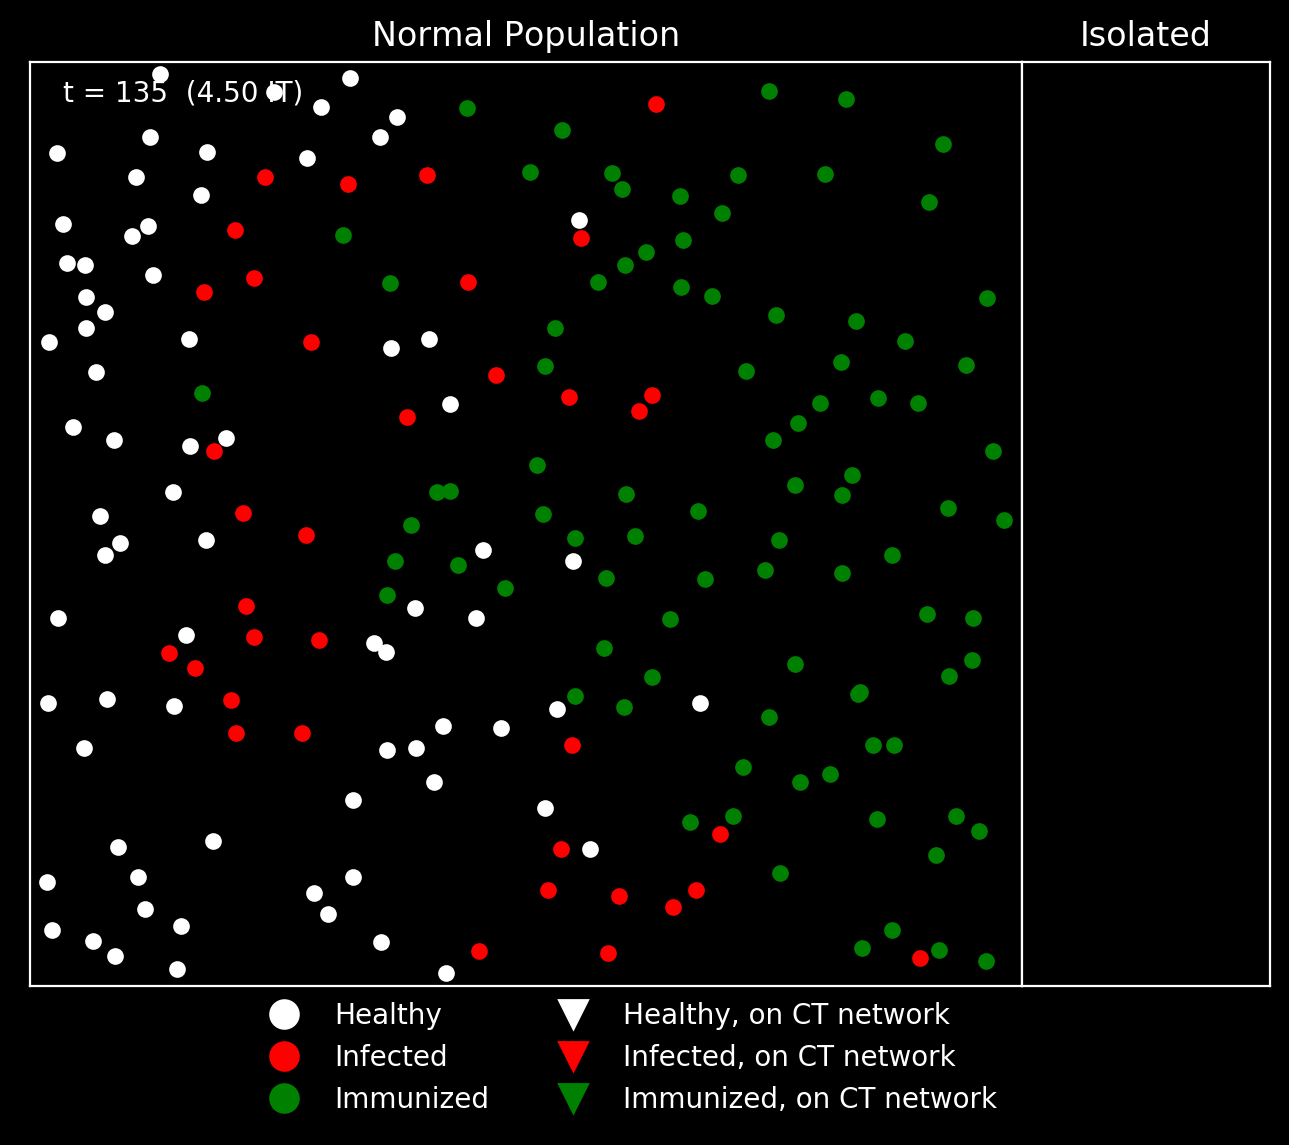 Normal Population
Isolated
t = 135 (4.50 IT)
Healthy
Infected
Immunized
Healthy, on CT network
Infected, on CT network
Immunized, on CT network